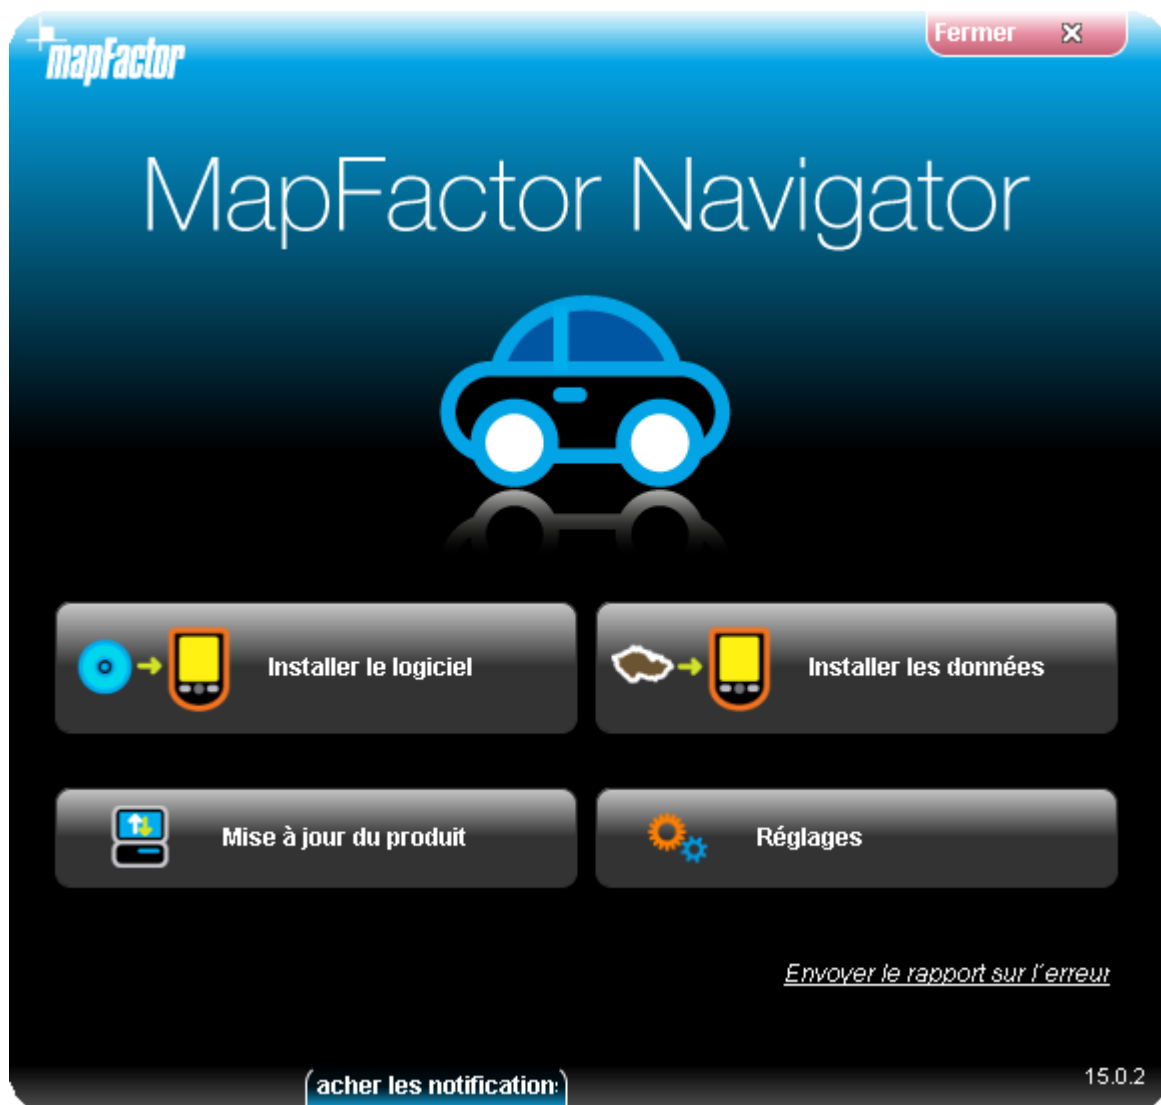 Fermer
mapFactor
MapFactor Navigator
Installer le logiciel
Installer les données
Mise à jour du produit
Réglages
Envoyer le rapport sur l´erreur
acher les notification
15.0.2